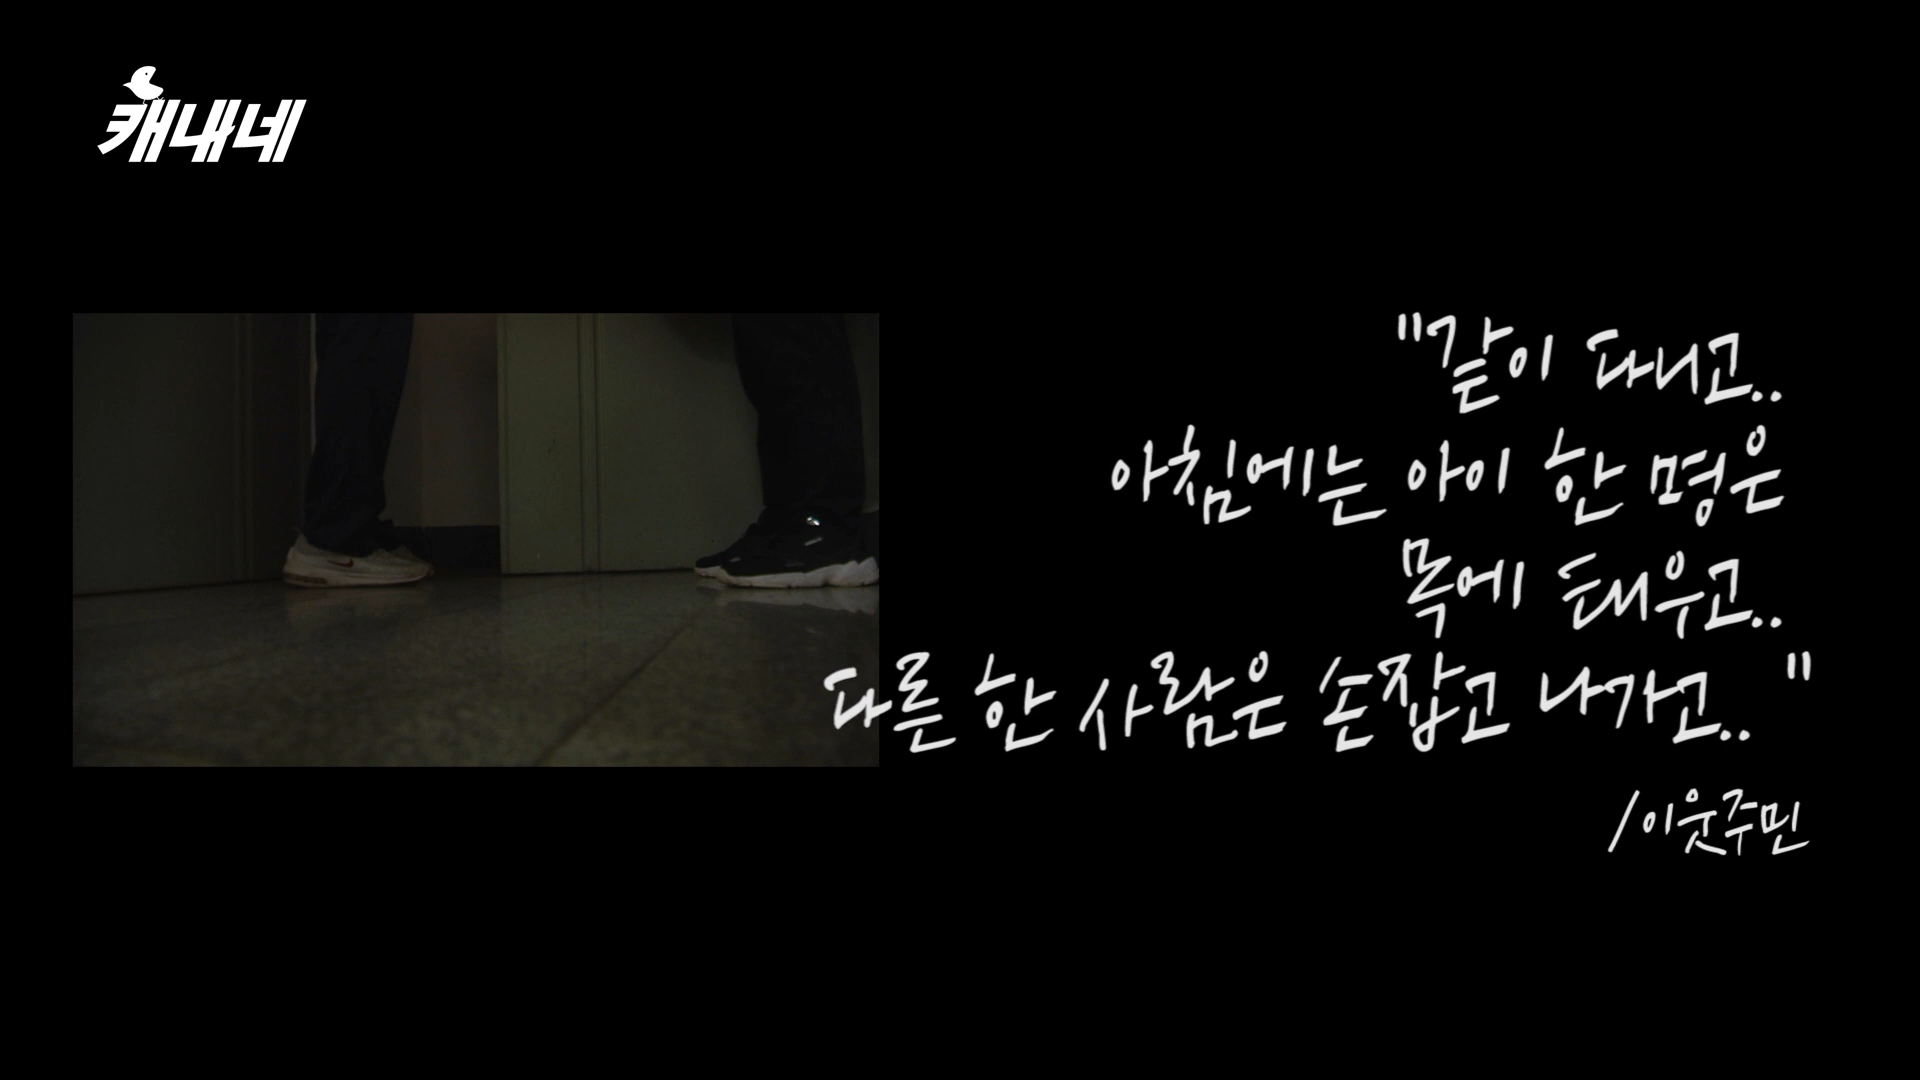 캐내네
"같이 다니고..
아침에는 아이 한 명은
목에 태우고..
다른 한 사람은 손잡고 나가고.. "
/이웃주민